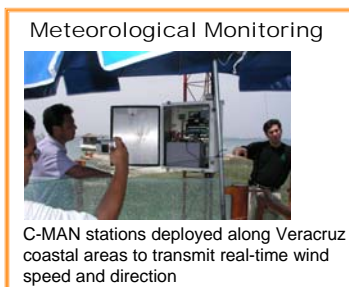 Meteorological Monitoring
C-MAN stations deployed along Veracruz
coastal areas to transmit real-time wind
speed and direction